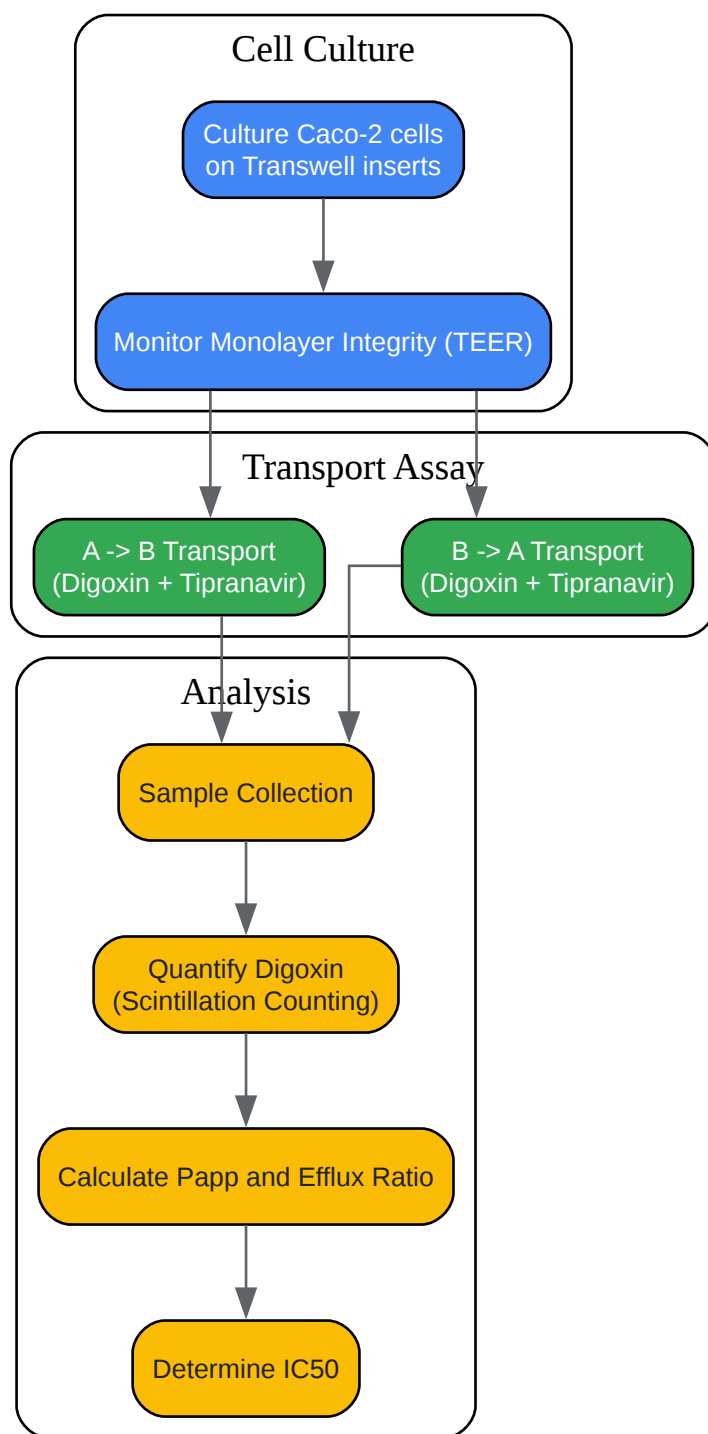 Cell Culture
Culture Caco-2 cells
on Transwell inserts
Monitor Monolayer Integrity (TEER)
Transport Assay
A -> B Transport
(Digoxin + Tipranavir)
B -> A Transport
(Digoxin + Tipranavir)
Analysis
Sample Collection
Quantify Digoxin
(Scintillation Counting)
Calculate Papp and Efflux Ratio
Determine IC50